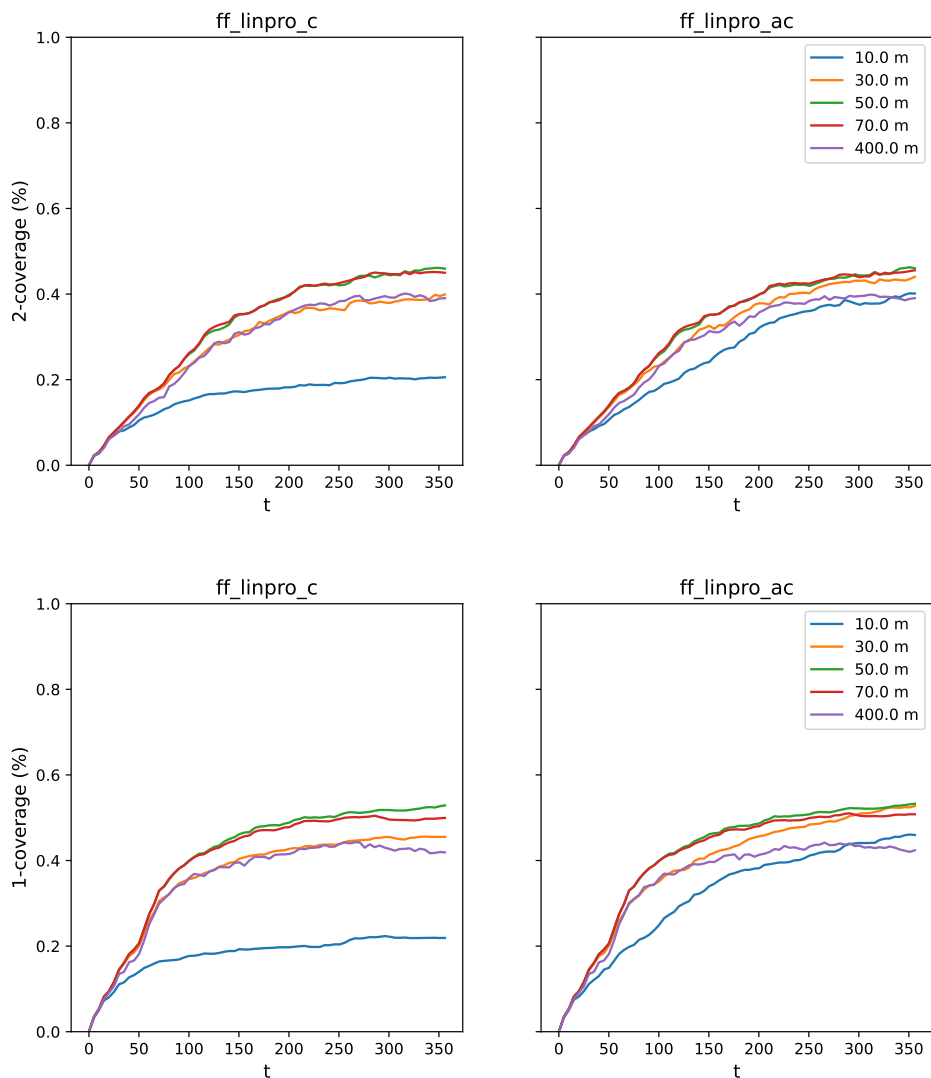 ff_linpro_c
ff_linpro_ac
1.0
0.8
0.6
0.4
0.2
0.0
2-coverage (%)
0 50 100 150 200 250 300 350
t
10.0 m
30.0 m
50.0 m
70.0 m
400.0 m
0 50 100 150 200 250 300 350
t
ff_linpro_c
ff_linpro_ac
1.0
0.8
0.6
0.4
0.2
0.0
1-coverage (%)
0 50 100 150 200 250 300 350
t
10.0 m
30.0 m
50.0 m
70.0 m
400.0 m
0 50 100 150 200 250 300 350
t